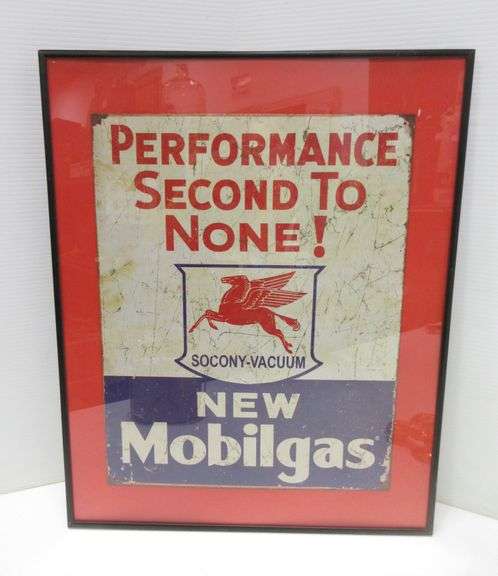 PERFORMANCE
SECOND TO
NONE!
SOCONY-VACUUM
NEW
Mobilgas